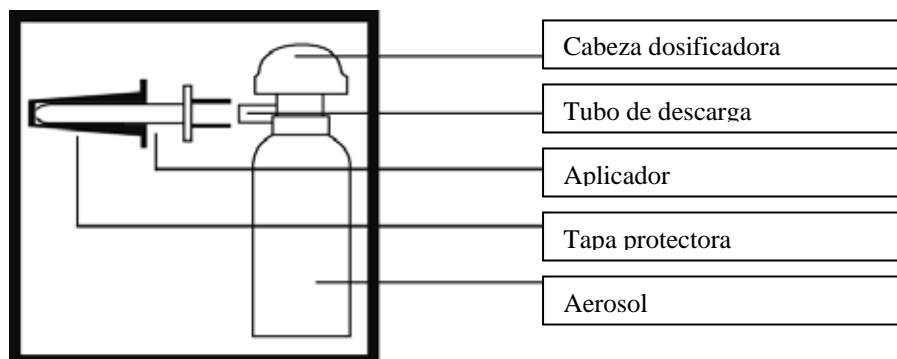 Cabeza dosificadora
Tubo de descarga
Aplicador
Tapa protectora
Aerosol